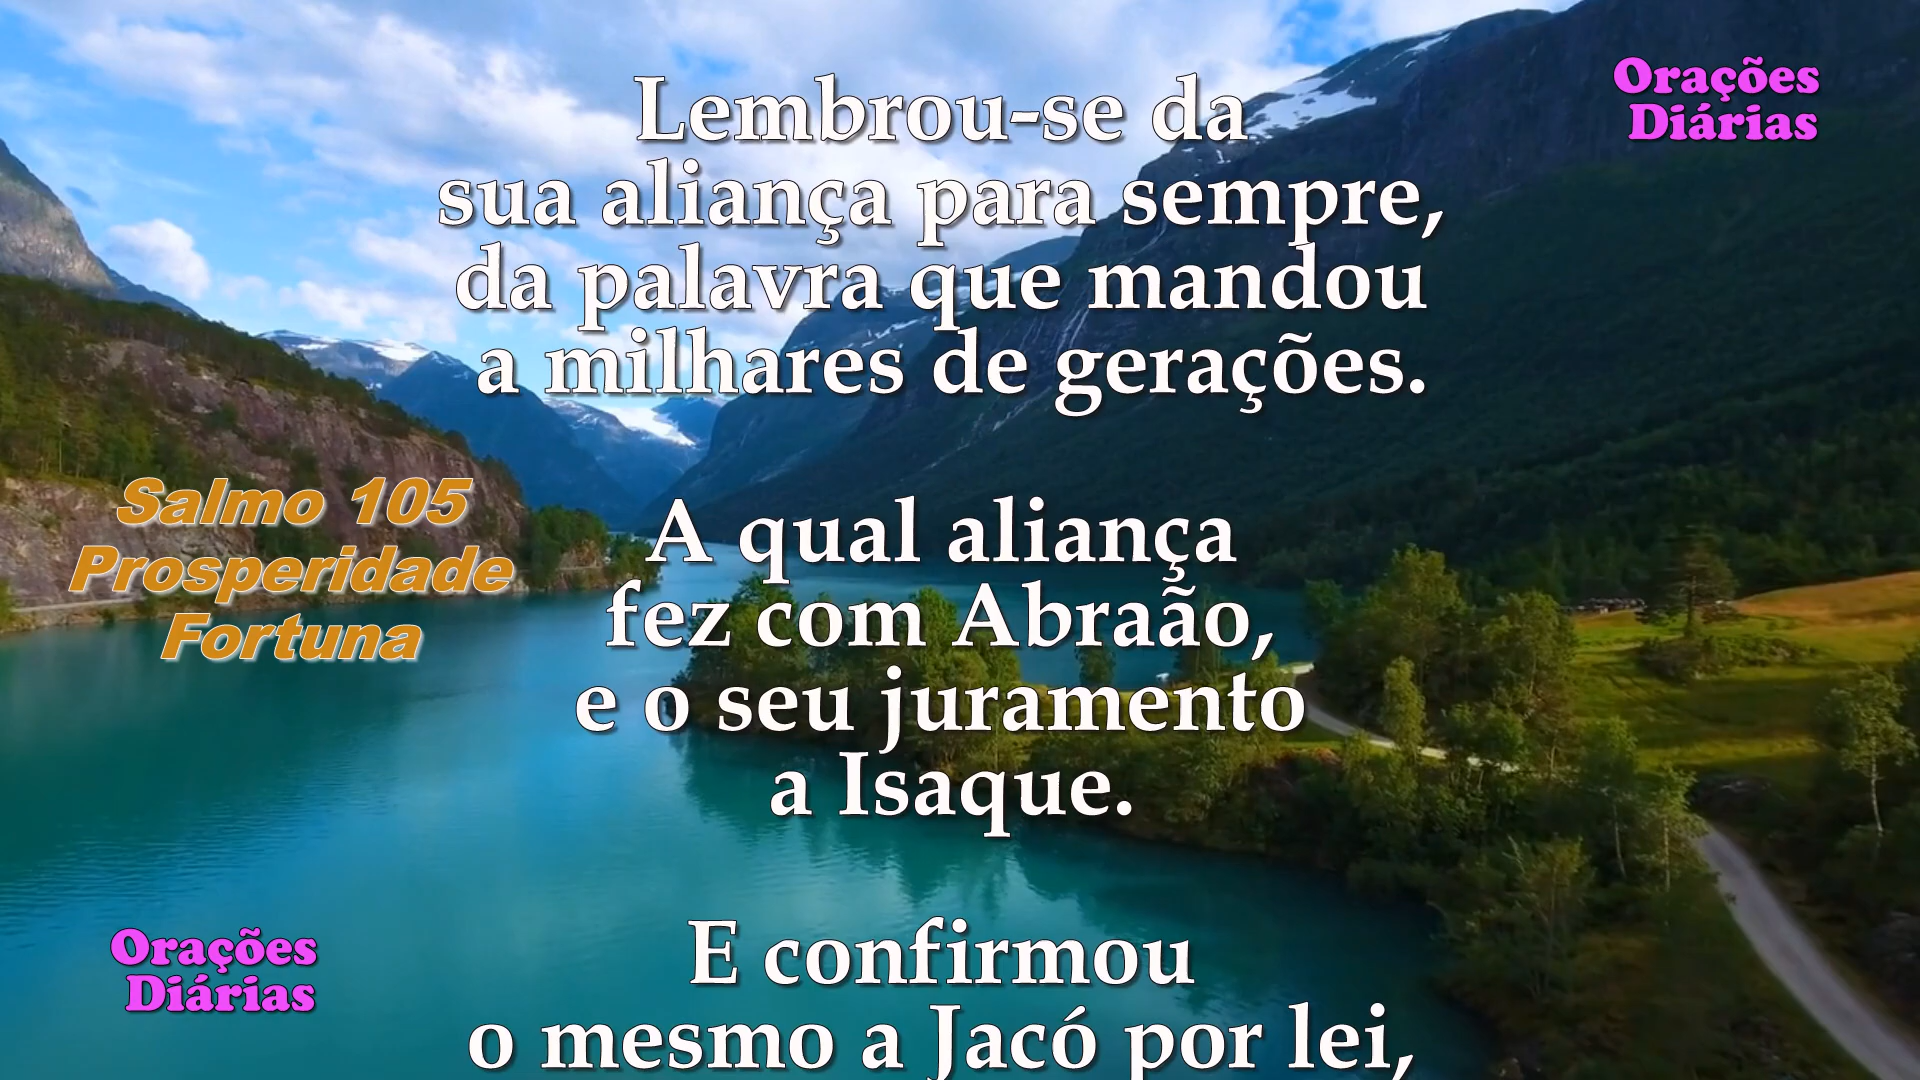 Orações
Diárias
Lembrou-se da
sua aliança para sempre,
da palavra que mandou
a milhares de gerações.
Salmo 105
Prosperidade
Fortuna
A qual aliança
fez com Abraão,
e o seu juramento
a Isaque.
Orações
Diárias
E confirmou
o mesmo a Jacó por lei,